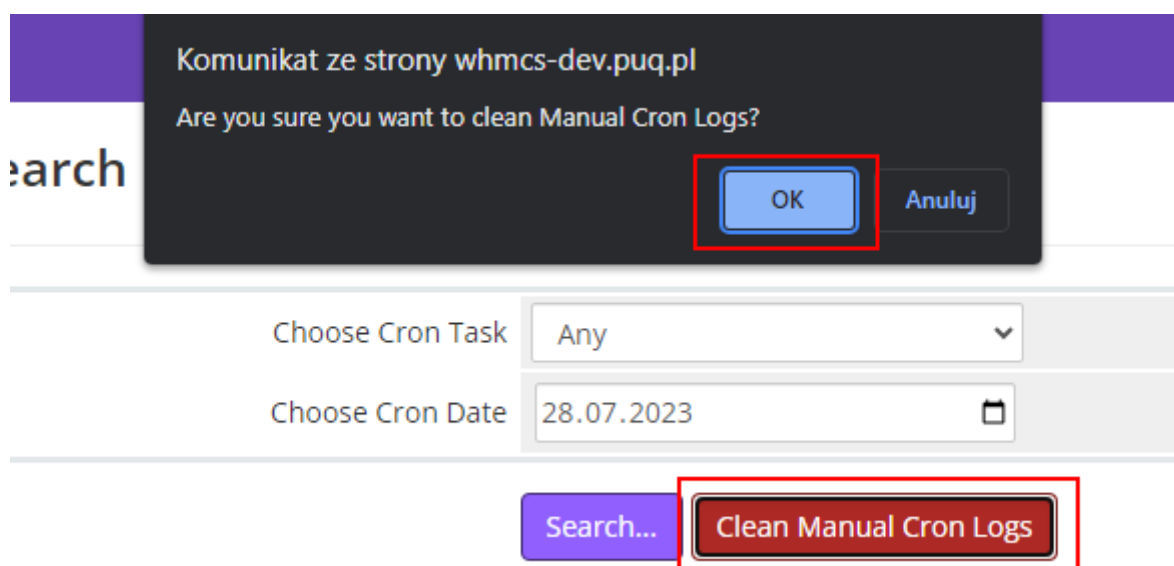 Komunikat ze strony whmcs-dev.puq.pl
Are you sure you want to clean Manual Cron Logs?
OK Anuluj
earch
Choose Cron Task Any
Choose Cron Date 28.07.2023
Search... Clean Manual Cron Logs